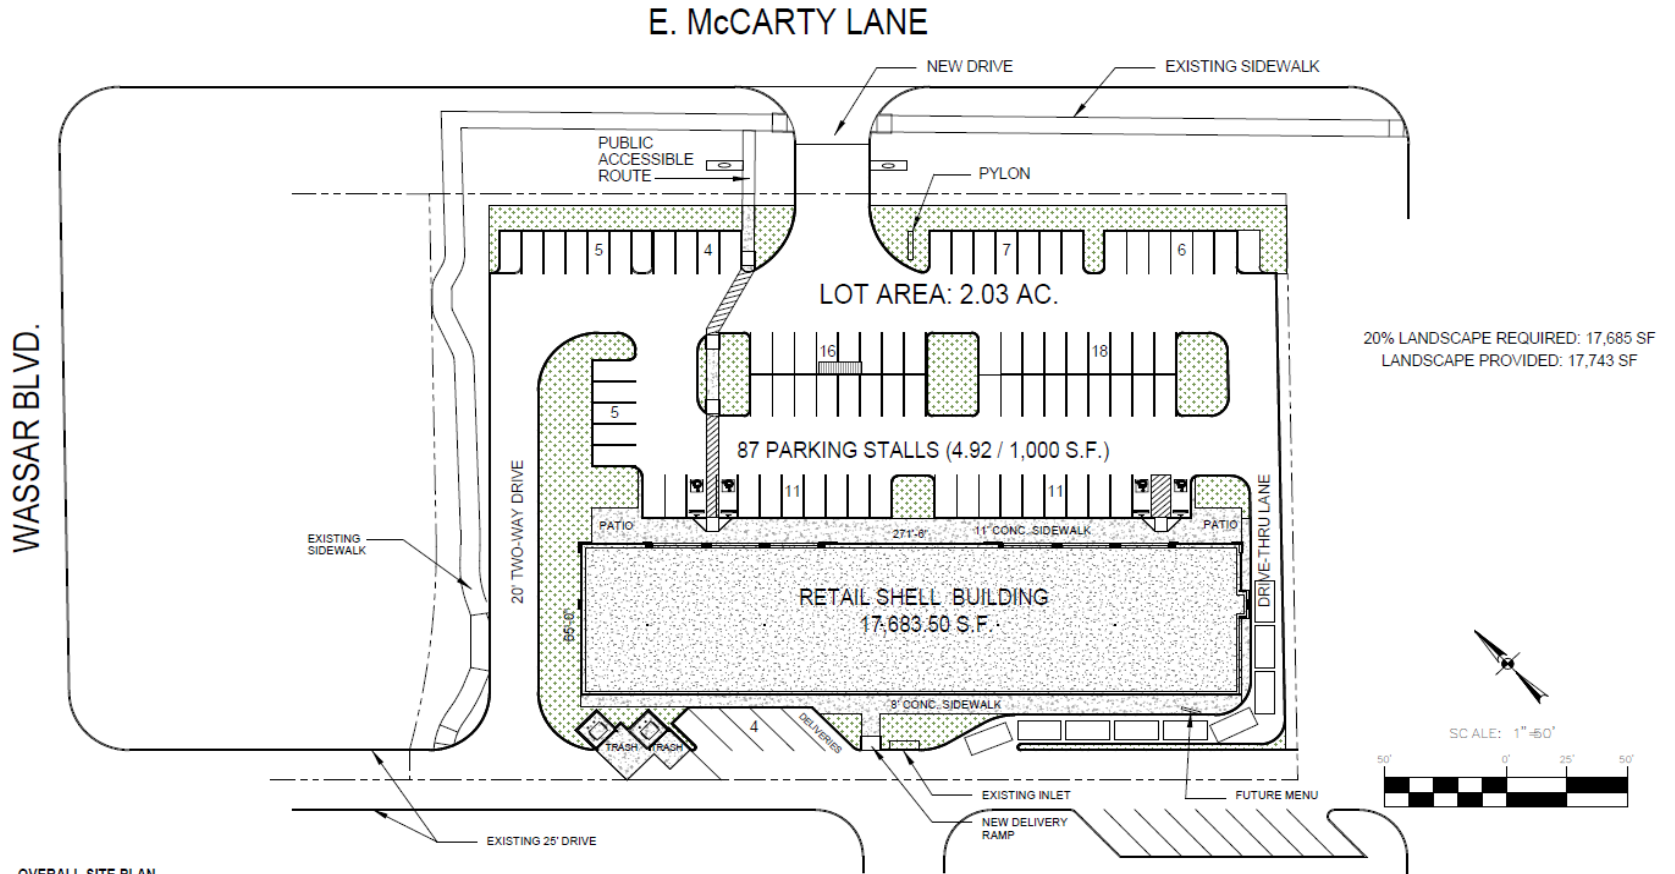 E. McCARTY LANE
NEW DRIVE
EXISTING SIDEWALK
PUBLIC
ACCESSIBLE
ROUTE
PYLON
5
4
7
6
LOT AREA: 2.03 AC.
WASSAR BLVD.
20% LANDSCAPE REQUIRED: 17,685 SF
LANDSCAPE PROVIDED: 17,743 SF
16
18
5
87 PARKING STALLS (4.92 / 1,000 S.F.)
11
11
20' TWO-WAY DRIVE
DRIVE-THRU LANE
PATIO
271'-6"
11' CONC. SIDEWALK
PATIO
EXISTING
SIDEWALK
RETAIL SHELL BUILDING
17,683.50 S.F.
65'-0"
8' CONC. SIDEWALK
4
DELIVERIES
TRASH
TRASH
SCALE: 1"=50'
50'
0'
25'
50'
EXISTING INLET
FUTURE MENU
NEW DELIVERY
RAMP
EXISTING 25' DRIVE
OVERALL SITE PLAN